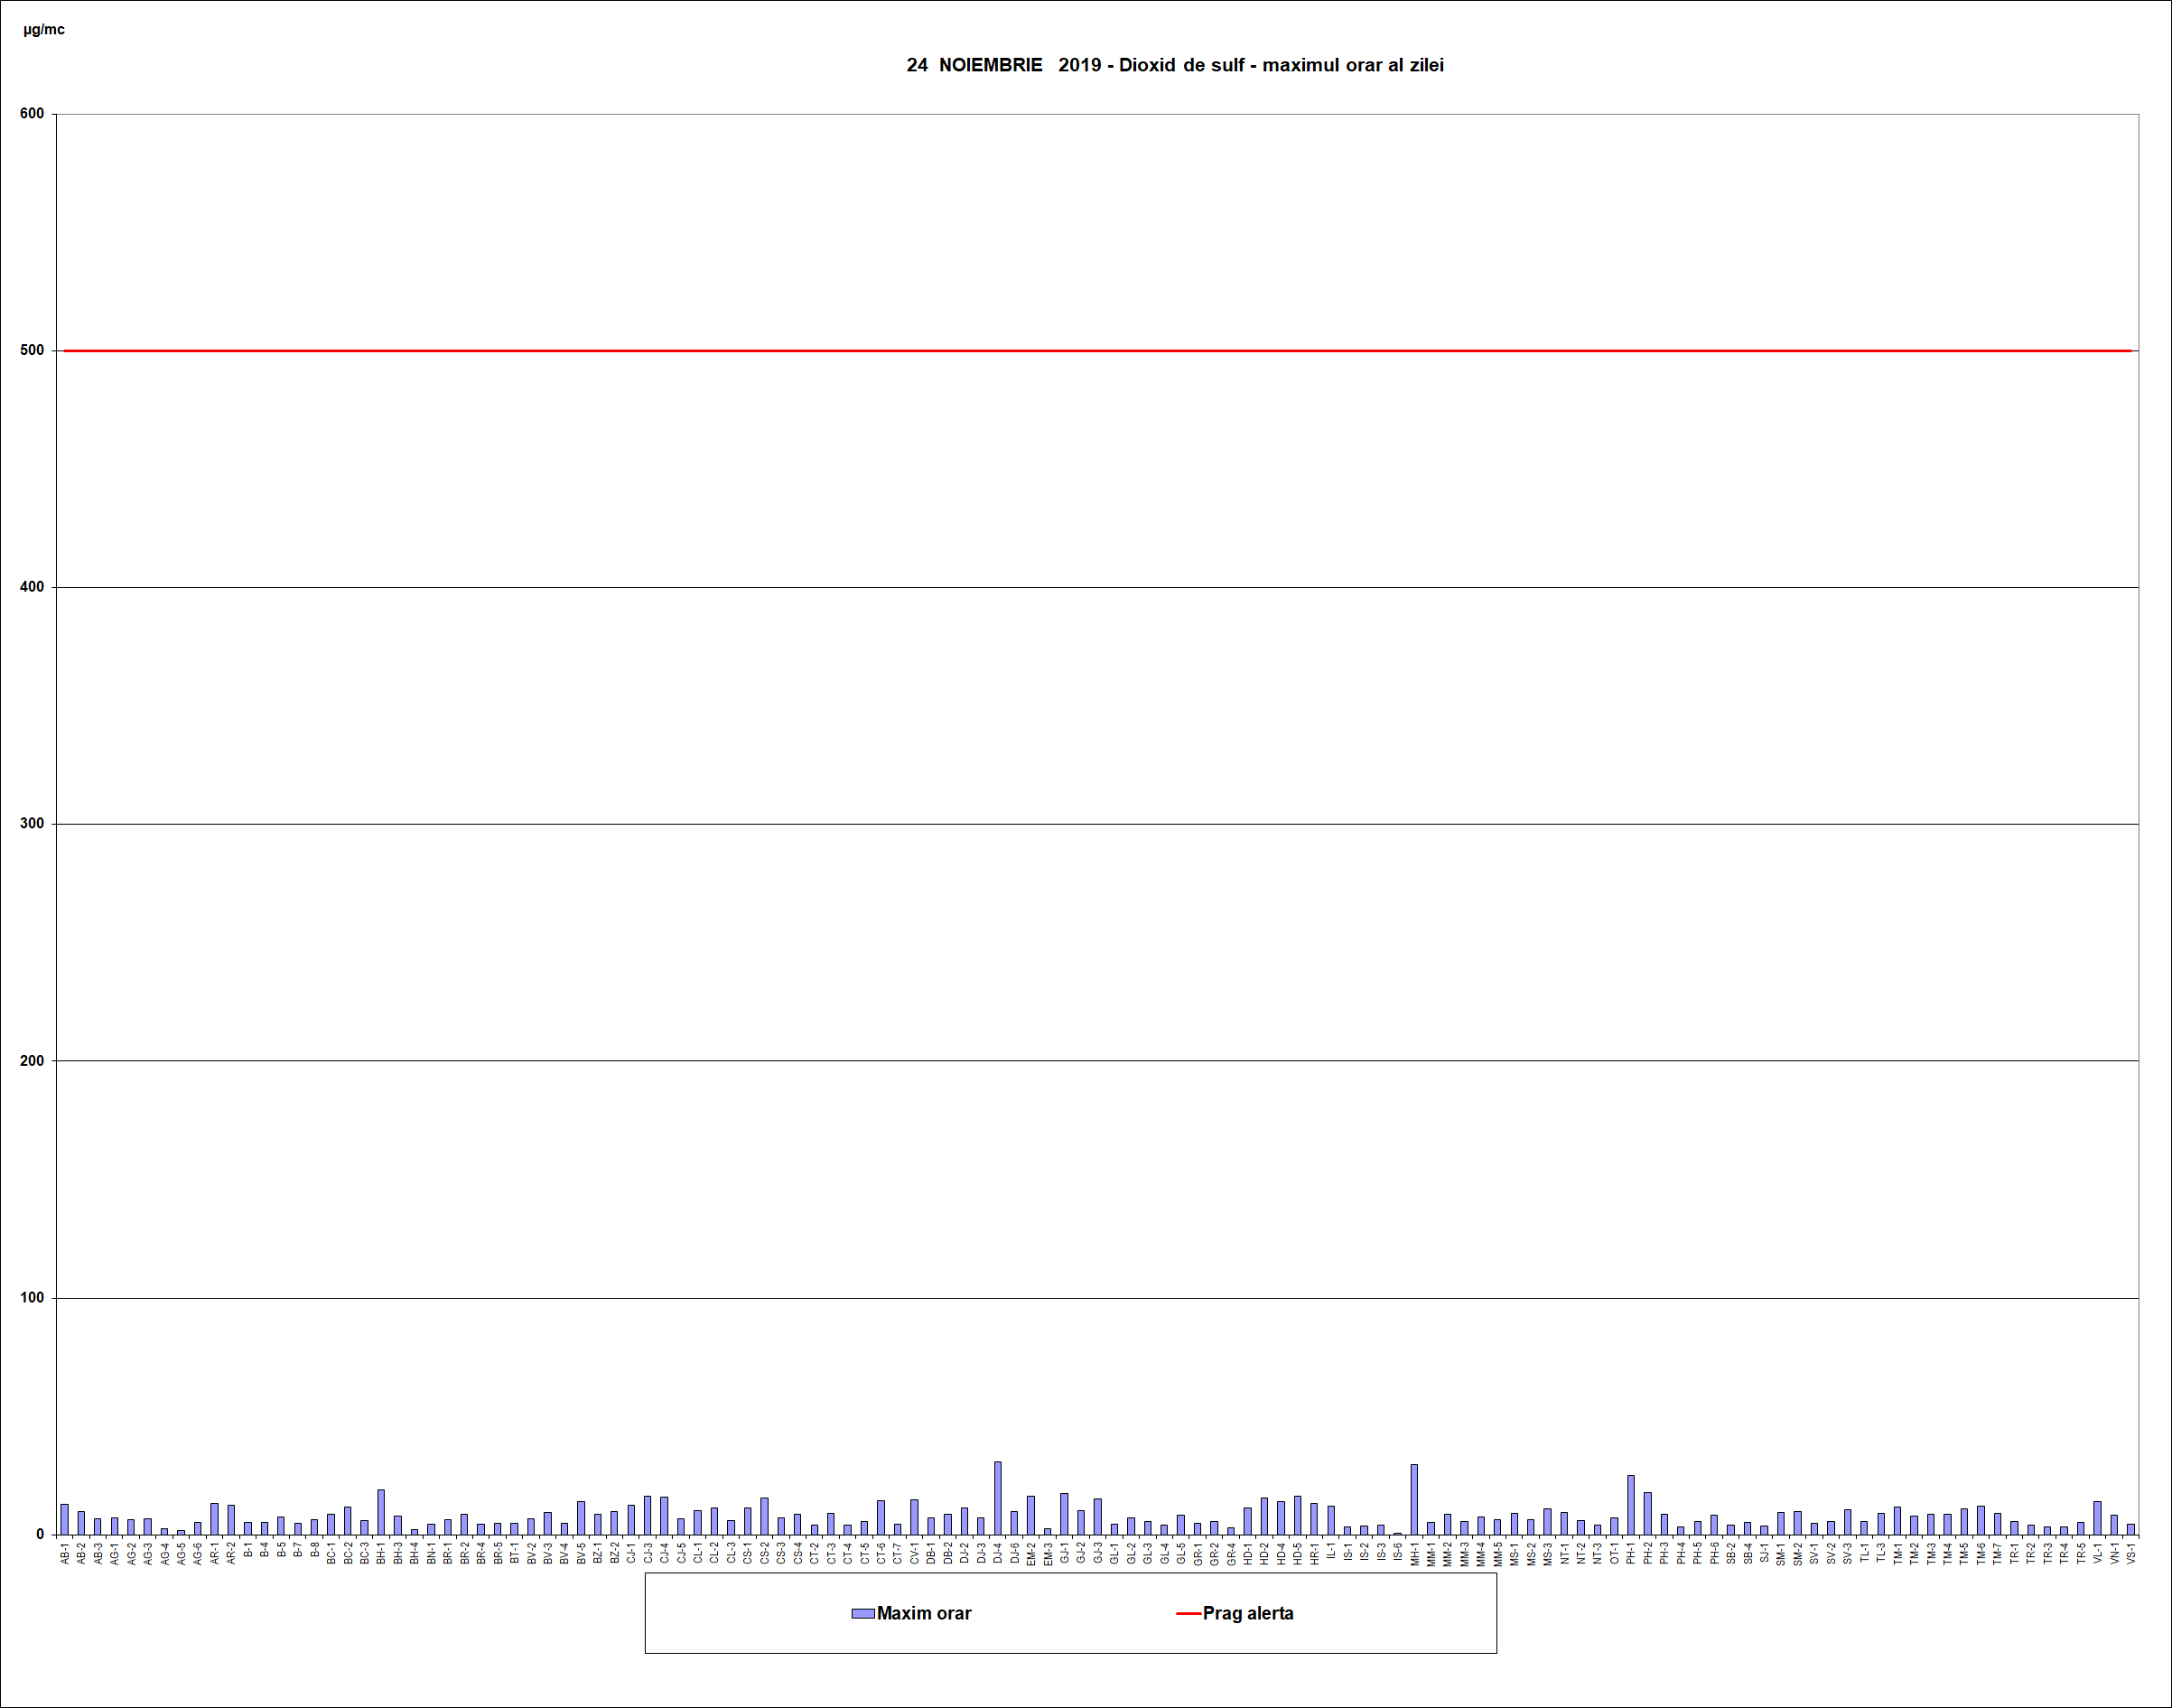 µg/mc
24 NOIEMBRIE 2019 - Dioxid de sulf - maximul orar al zilei
600
500
400
300
200
100
0
AB-1 AB-2 AB-3 AG-1 AG-2 AG-3 AG-4 AG-5 AG-6 AR-1 AR-2 B-1 B-4 B-5 B-7 B-8 BC-1 BC-2 BC-3 BH-1 BH-3 BH-4 BN-1 BR-1 BR-2 BR-4 BR-5 BT-1 BV-2 BV-3 BV-4 BV-5 BZ-1 BZ-2 CJ-1 CJ-3 CJ-4 CJ-5 CL-1 CL-2 CL-3 CS-1 CS-2 CS-3 CS-4 CT-2 CT-3 CT-4 CT-5 CT-6 CT-7 CV-1 DB-1 DB-2 DJ-2 DJ-3 DJ-4 DJ-6 EM-2 EM-3 GJ-1 GJ-2 GJ-3 GL-1 GL-2 GL-3 GL-4 GL-5 GR-1 GR-2 GR-4 HD-1 HD-2 HD-4 HD-5 HR-1 IL-1 IS-1 IS-2 IS-3 IS-6 MH-1 MM-1 MM-2 MM-3 MM-4 MM-5 MS-1 MS-2 MS-3 NT-1 NT-2 NT-3 OT-1 PH-1 PH-2 PH-3 PH-4 PH-5 PH-6 SB-2 SB-4 SJ-1 SM-1 SM-2 SV-1 SV-2 SV-3 TL-1 TL-3 TM-1 TM-2 TM-3 TM-4 TM-5 TM-6 TM-7 TR-1 TR-2 TR-3 TR-4 TR-5 VL-1 VN-1 VS-1
Maxim orar Prag alerta